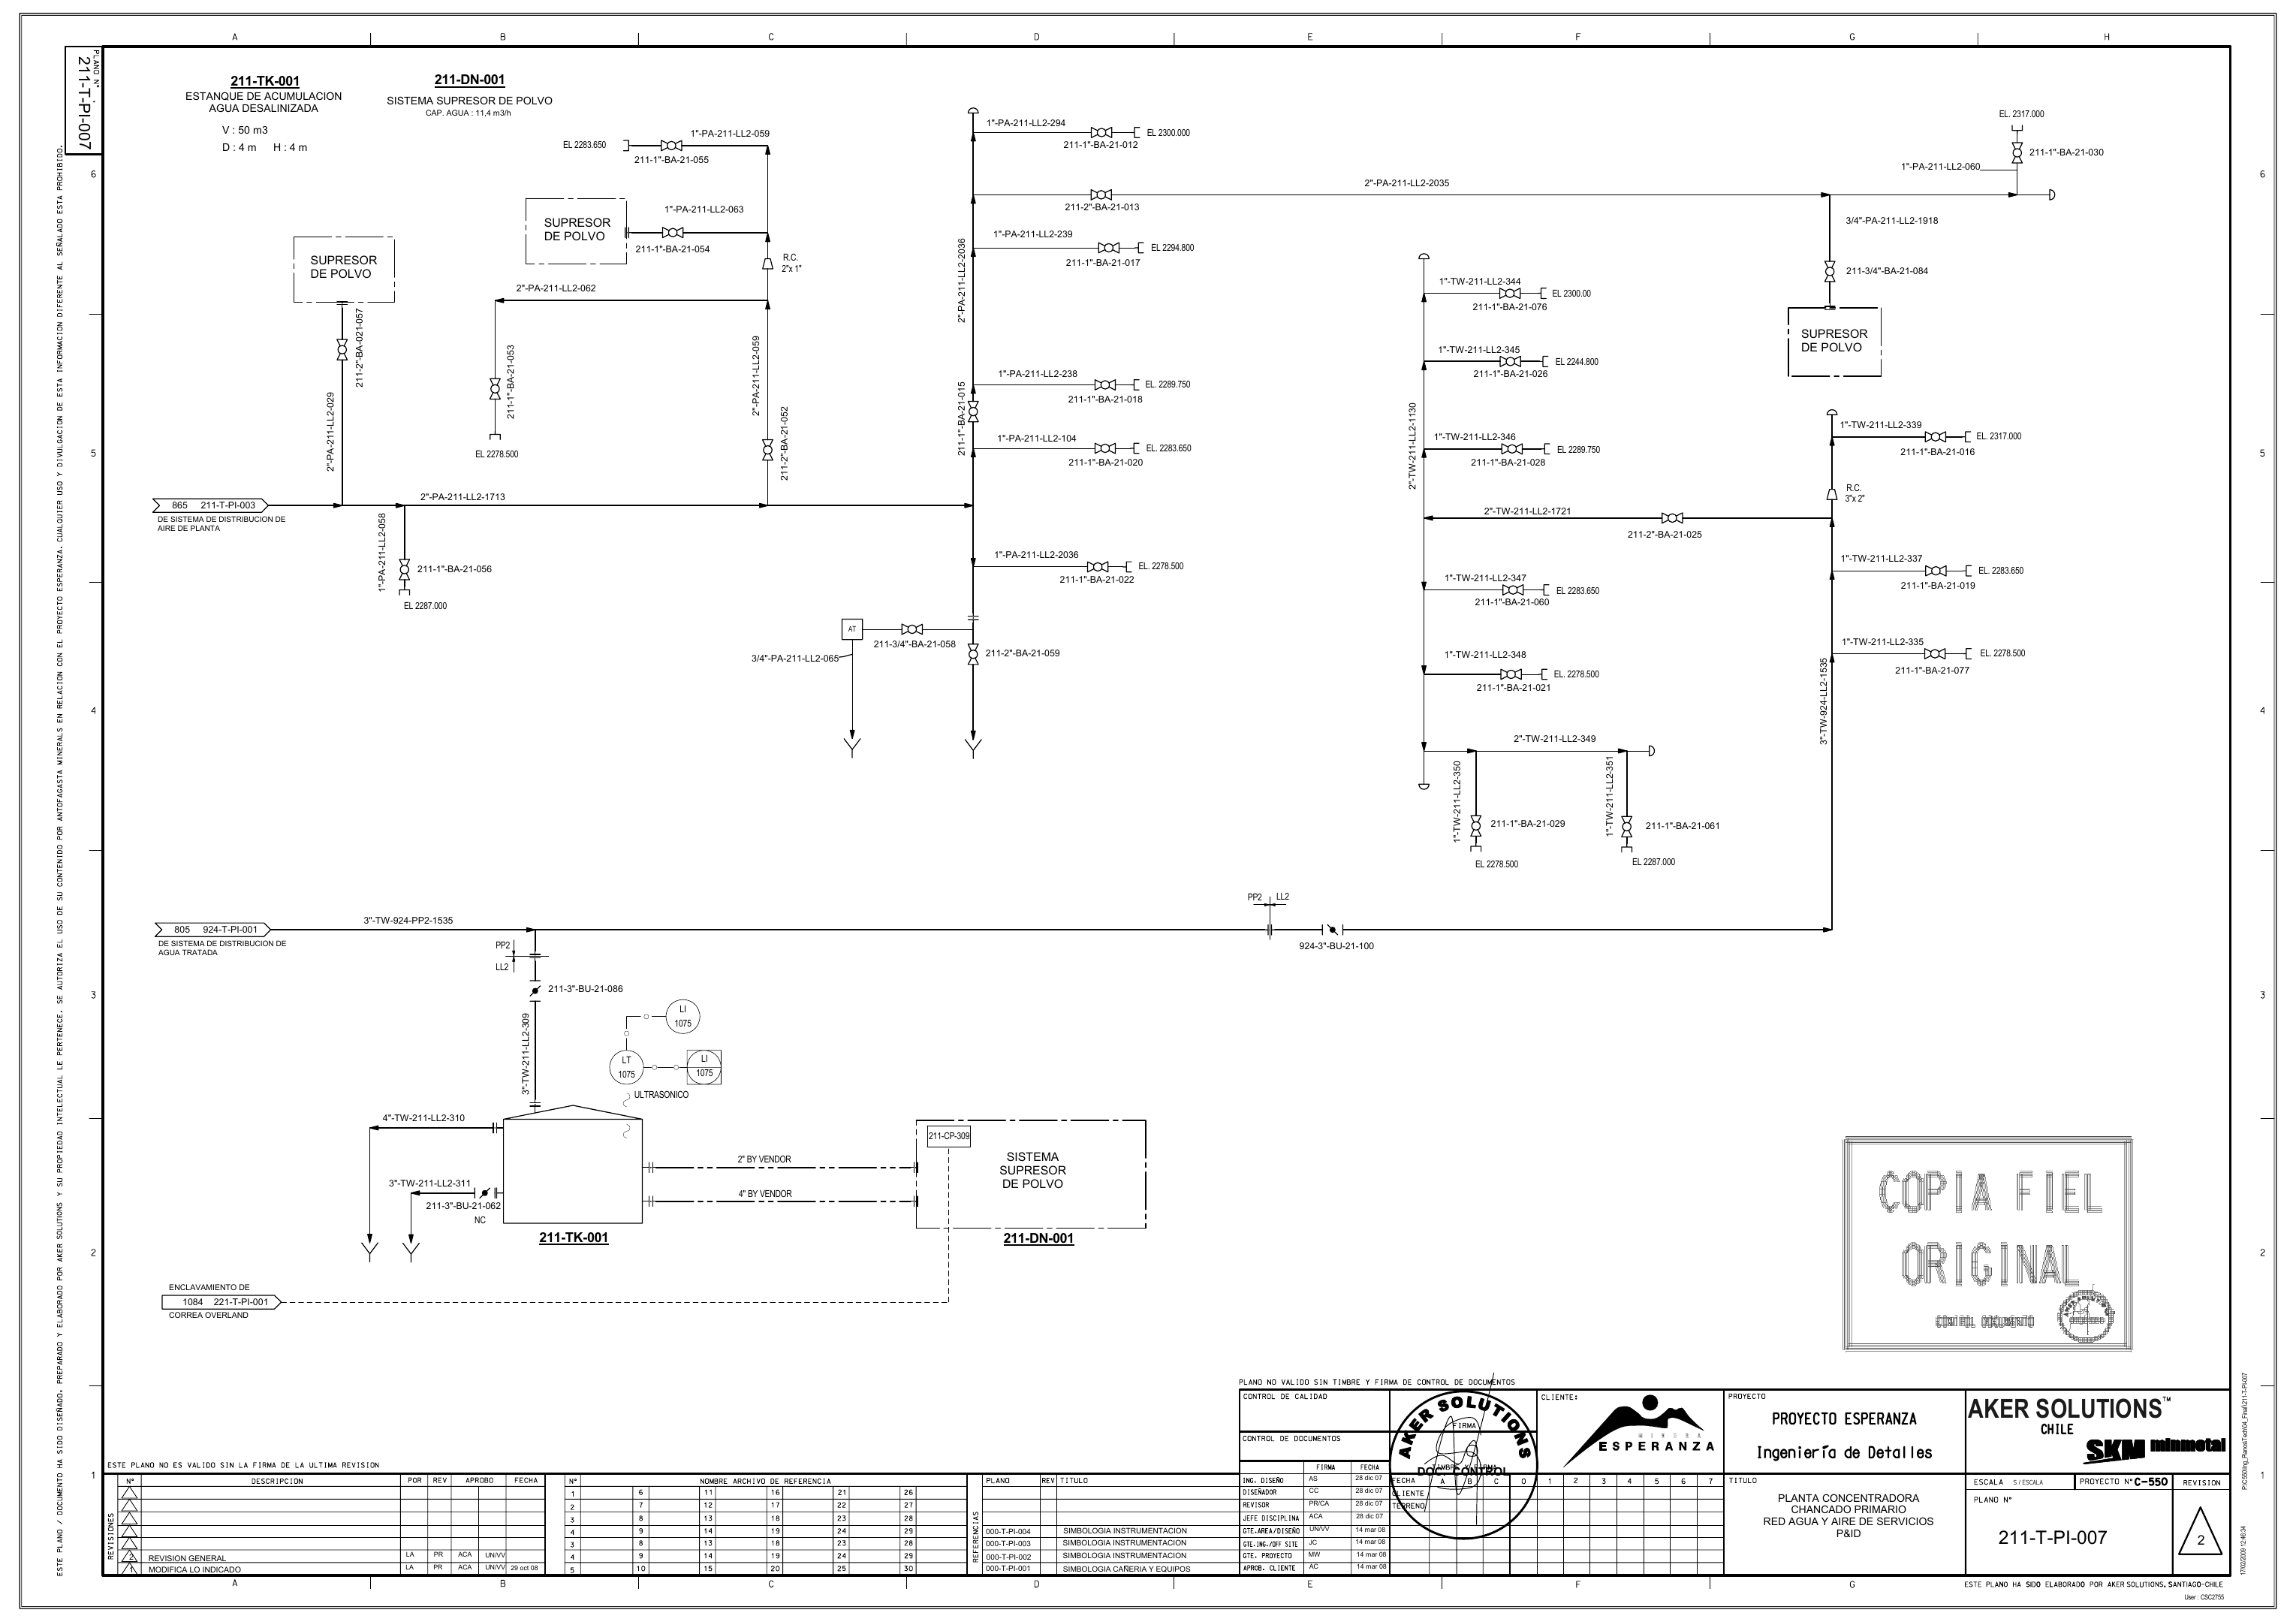 A B C D E F G H
PLANO N°
211-T-PI-007
211-TK-001
ESTANQUE DE ACUMULACION
AGUA DESALINIZADA
V : 50 m3
D : 4 m H : 4 m
211-DN-001
SISTEMA SUPRESOR DE POLVO
CAP. AGUA : 11,4 m3/h
6
5
4
3
2
1
EL 2283.650
1"-PA-211-LL2-059
211-1"-BA-21-055
SUPRESOR
DE POLVO
1"-PA-211-LL2-063
211-1"-BA-21-054
R.C.
2"x 1"
SUPRESOR
DE POLVO
211-2"-BA-021-057
2"-PA-211-LL2-029
2"-PA-211-LL2-062
211-1"-BA-21-053
EL 2278.500
2"-PA-211-LL2-059
211-2"-BA-21-052
865 211-T-PI-003
DE SISTEMA DE DISTRIBUCION DE
AIRE DE PLANTA
2"-PA-211-LL2-1713
1"-PA-211-LL2-058
211-1"-BA-21-056
EL 2287.000
1"-PA-211-LL2-294
211-1"-BA-21-012
EL 2300.000
211-2"-BA-21-013
2"-PA-211-LL2-2035
2"-PA-211-LL2-2036
1"-PA-211-LL2-239
211-1"-BA-21-017
EL 2294.800
1"-PA-211-LL2-238
211-1"-BA-21-018
EL. 2289.750
211-1"-BA-21-015
1"-PA-211-LL2-104
211-1"-BA-21-020
EL. 2283.650
1"-PA-211-LL2-2036
211-1"-BA-21-022
EL. 2278.500
AT
211-3/4"-BA-21-058
3/4"-PA-211-LL2-065
211-2"-BA-21-059
EL. 2317.000
211-1"-BA-21-030
1"-PA-211-LL2-060
3/4"-PA-211-LL2-1918
211-3/4"-BA-21-084
SUPRESOR
DE POLVO
1"-TW-211-LL2-344
211-1"-BA-21-076
EL 2300.00
1"-TW-211-LL2-345
211-1"-BA-21-026
EL 2244.800
2"-TW-211-LL2-1130
1"-TW-211-LL2-346
211-1"-BA-21-028
EL 2289.750
2"-TW-211-LL2-1721
211-2"-BA-21-025
1"-TW-211-LL2-347
211-1"-BA-21-060
EL 2283.650
1"-TW-211-LL2-348
211-1"-BA-21-021
EL. 2278.500
2"-TW-211-LL2-349
1"-TW-211-LL2-350
211-1"-BA-21-029
EL 2278.500
1"-TW-211-LL2-351
211-1"-BA-21-061
EL 2287.000
1"-TW-211-LL2-339
211-1"-BA-21-016
EL. 2317.000
R.C.
3"x 2"
1"-TW-211-LL2-337
211-1"-BA-21-019
EL. 2283.650
1"-TW-211-LL2-335
211-1"-BA-21-077
EL. 2278.500
3"-TW-924-LL2-1535
805 924-T-PI-001
DE SISTEMA DE DISTRIBUCION DE
AGUA TRATADA
3"-TW-924-PP2-1535
PP2
LL2
211-3"-BU-21-086
3"-TW-211-LL2-309
PP2 LL2
924-3"-BU-21-100
LI
1075
LT
1075
LI
1075
ULTRASONICO
4"-TW-211-LL2-310
3"-TW-211-LL2-311
211-3"-BU-21-062
NC
211-TK-001
2" BY VENDOR
4" BY VENDOR
211-CP-309
SISTEMA
SUPRESOR
DE POLVO
211-DN-001
ENCLAVAMIENTO DE
1084 221-T-PI-001
CORREA OVERLAND
COPIA FIEL
ORIGINAL
CONTROL DOCUMENTO
ESTE PLANO / DOCUMENTO HA SIDO DISEÑADO, PREPARADO Y ELABORADO POR AKER SOLUTIONS Y SU PROPIEDAD INTELECTUAL LE PERTENECE. SE AUTORIZA EL USO DE SU CONTENIDO POR ANTOFAGASTA MINERALS EN RELACION CON EL PROYECTO ESPERANZA. CUALQUIER USO Y DIVULGACION DE ESTA INFORMACION DIFERENTE AL SEÑALADO ESTA PROHIBIDO.
ESTE PLANO NO ES VALIDO SIN LA FIRMA DE LA ULTIMA REVISION
REVISIONES
N° DESCRIPCION POR REV APROBO FECHA
2 REVISION GENERAL LA PR ACA UN/VV
1 MODIFICA LO INDICADO LA PR ACA UN/VV 29 oct 08
N° NOMBRE ARCHIVO DE REFERENCIA
1 6 11 16 21 26
2 7 12 17 22 27
3 8 13 18 23 28
4 9 14 19 24 29
3 8 13 18 23 28
4 9 14 19 24 29
5 10 15 20 25 30
REFERENCIAS
PLANO REV TITULO
000-T-PI-004 SIMBOLOGIA INSTRUMENTACION
000-T-PI-003 SIMBOLOGIA INSTRUMENTACION
000-T-PI-002 SIMBOLOGIA INSTRUMENTACION
000-T-PI-001 SIMBOLOGIA CAÑERIA Y EQUIPOS
PLANO NO VALIDO SIN TIMBRE Y FIRMA DE CONTROL DE DOCUMENTOS
CONTROL DE CALIDAD
CONTROL DE DOCUMENTOS
FIRMA FECHA
ING. DISEÑO AS 28 dic 07
DISEÑADOR CC 28 dic 07
REVISOR PR/CA 28 dic 07
JEFE DISCIPLINA ACA 28 dic 07
GTE.AREA/DISEÑO UN/VV 14 mar 08
GTE.ING./OFF SITE JC 14 mar 08
GTE. PROYECTO MW 14 mar 08
APROB. CLIENTE AC 14 mar 08
AKER SOLUTIONS
FIRMA
TIMBRE Y FIRMA
DOC. CONTROL
FECHA A B C 0 1 2 3 4 5 6 7
CLIENTE
TERRENO
CLIENTE:
MINERA
ESPERANZA
PROYECTO
PROYECTO ESPERANZA
Ingeniería de Detalles
TITULO
PLANTA CONCENTRADORA
CHANCADO PRIMARIO
RED AGUA Y AIRE DE SERVICIOS
P&ID
AKER SOLUTIONS™
CHILE
SKM minmetal
ESCALA S / ESCALA PROYECTO N° C-550 REVISION
PLANO N°
211-T-PI-007
2
A B C D E F G
ESTE PLANO HA SIDO ELABORADO POR AKER SOLUTIONS, SANTIAGO-CHILE
User : CSC2755
17/02/2009 12:46:34